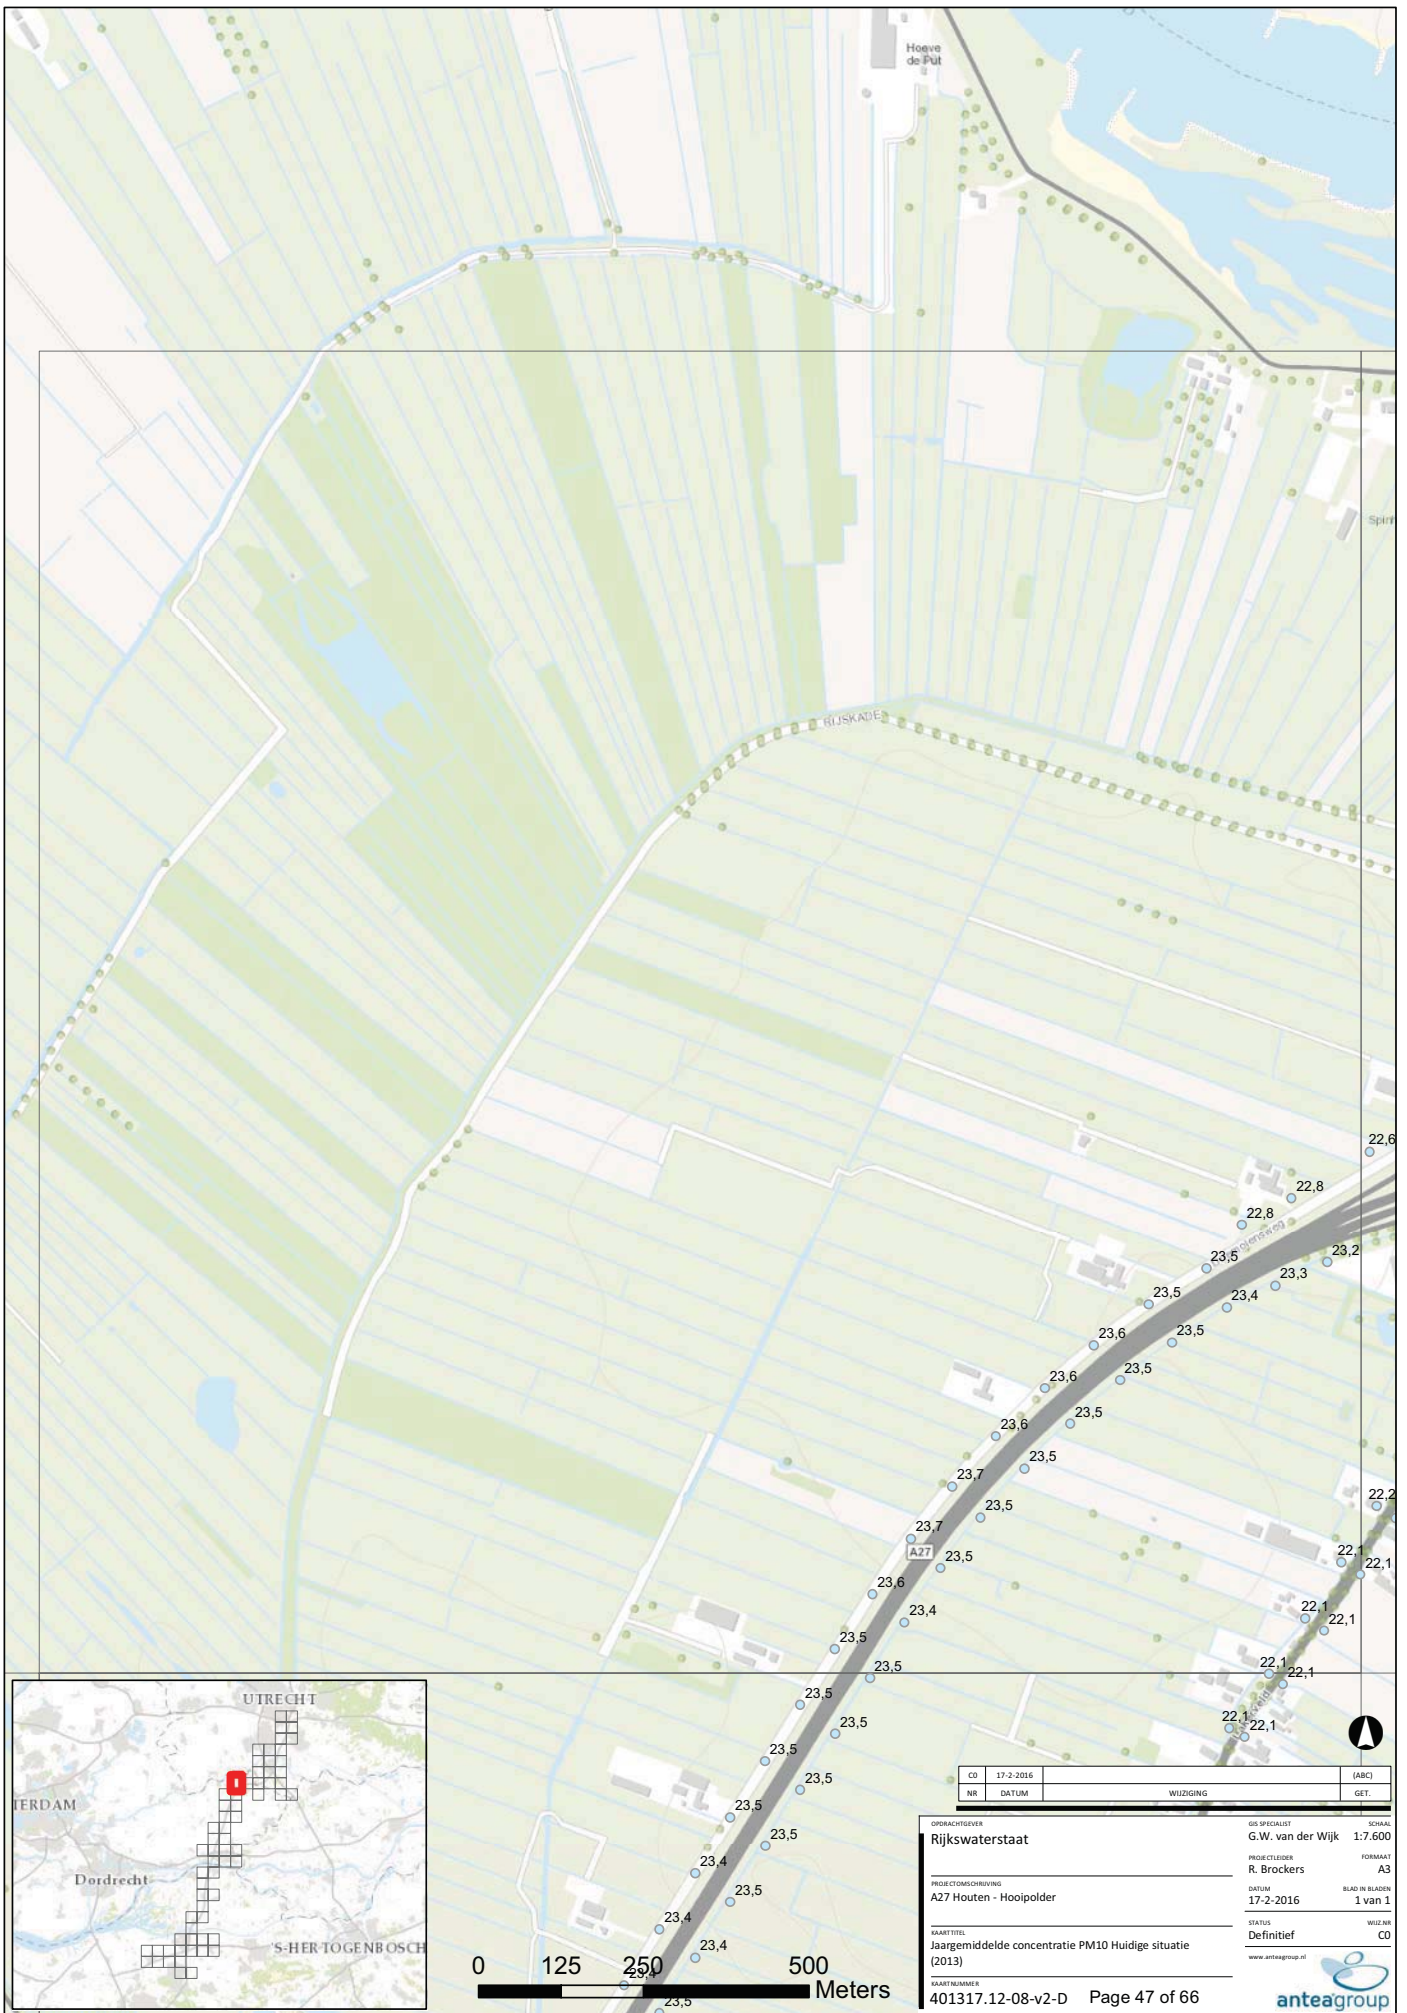 Hoeve
de Put
RIJSKADE
22,6
22,8
22,8
23,2
23,5
23,3
23,5
23,4
23,6
23,5
23,6
23,5
23,6
23,5
23,7
23,5
23,7
23,5
A27
23,5
23,6
23,4
23,5
23,5
23,5
23,5
23,5
23,5
23,5
23,5
23,4
23,5
23,4
23,4
23,4
23,5
22,2
22,1
22,1
22,1
22,1
22,1
22,1
22,1
22,1
UTRECHT
TERDAM
Dordrecht
'S-HERTOGENBOSCH
0 125 250 500
Meters
C0 17-2-2016 (ABC)
NR DATUM WIJZIGING GET.
OPDRACHTGEVER
Rijkswaterstaat
PROJECTOMSCHRIJVING
A27 Houten - Hooipolder
KAARTTITEL
Jaargemiddelde concentratie PM10 Huidige situatie
(2013)
KAARTNUMMER
401317.12-08-v2-D Page 47 of 66
GIS SPECIALIST SCHAAL
G.W. van der Wijk 1:7.600
PROJECTLEIDER FORMAAT
R. Brockers A3
DATUM BLAD IN BLADEN
17-2-2016 1 van 1
STATUS WIJZ.NR
Definitief C0
www.anteagroup.nl
anteagroup